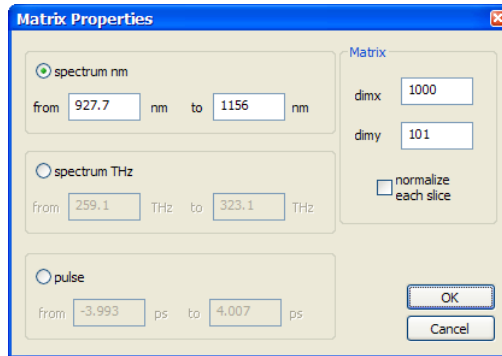 Matrix Properties
spectrum nm
from 927.7 nm to 1156 nm
spectrum THz
from 259.1 THz to 323.1 THz
pulse
from -3.993 ps to 4.007 ps
Matrix
dimx 1000
dimy 101
normalize
each slice
OK
Cancel